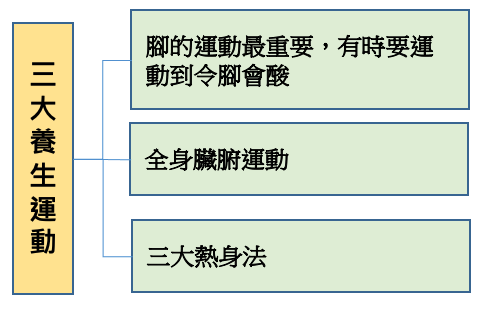 三大養生運動
腳的運動最重要，有時要運
動到令腳會酸
全身臟腑運動
三大熱身法